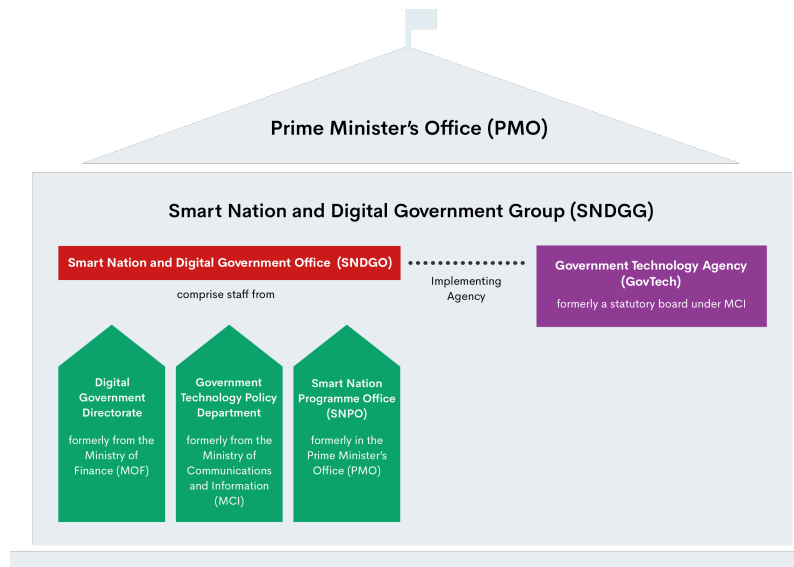 Prime Minister's Office (PMO)
Smart Nation and Digital Government Group (SNDGG)
Smart Nation and Digital Government Office (SNDGO)
comprise staff from
Implementing
Agency
Government Technology Agency
(GovTech)
formerly a statutory board under MCI
Digital
Government
Directorate
formerly from the
Ministry of
Finance (MOF)
Government
Technology Policy
Department
formerly from the
Ministry of
Communications
and Information
(MCI)
Smart Nation
Programme Office
(SNPO)
formerly in the
Prime Minister's
Office (PMO)